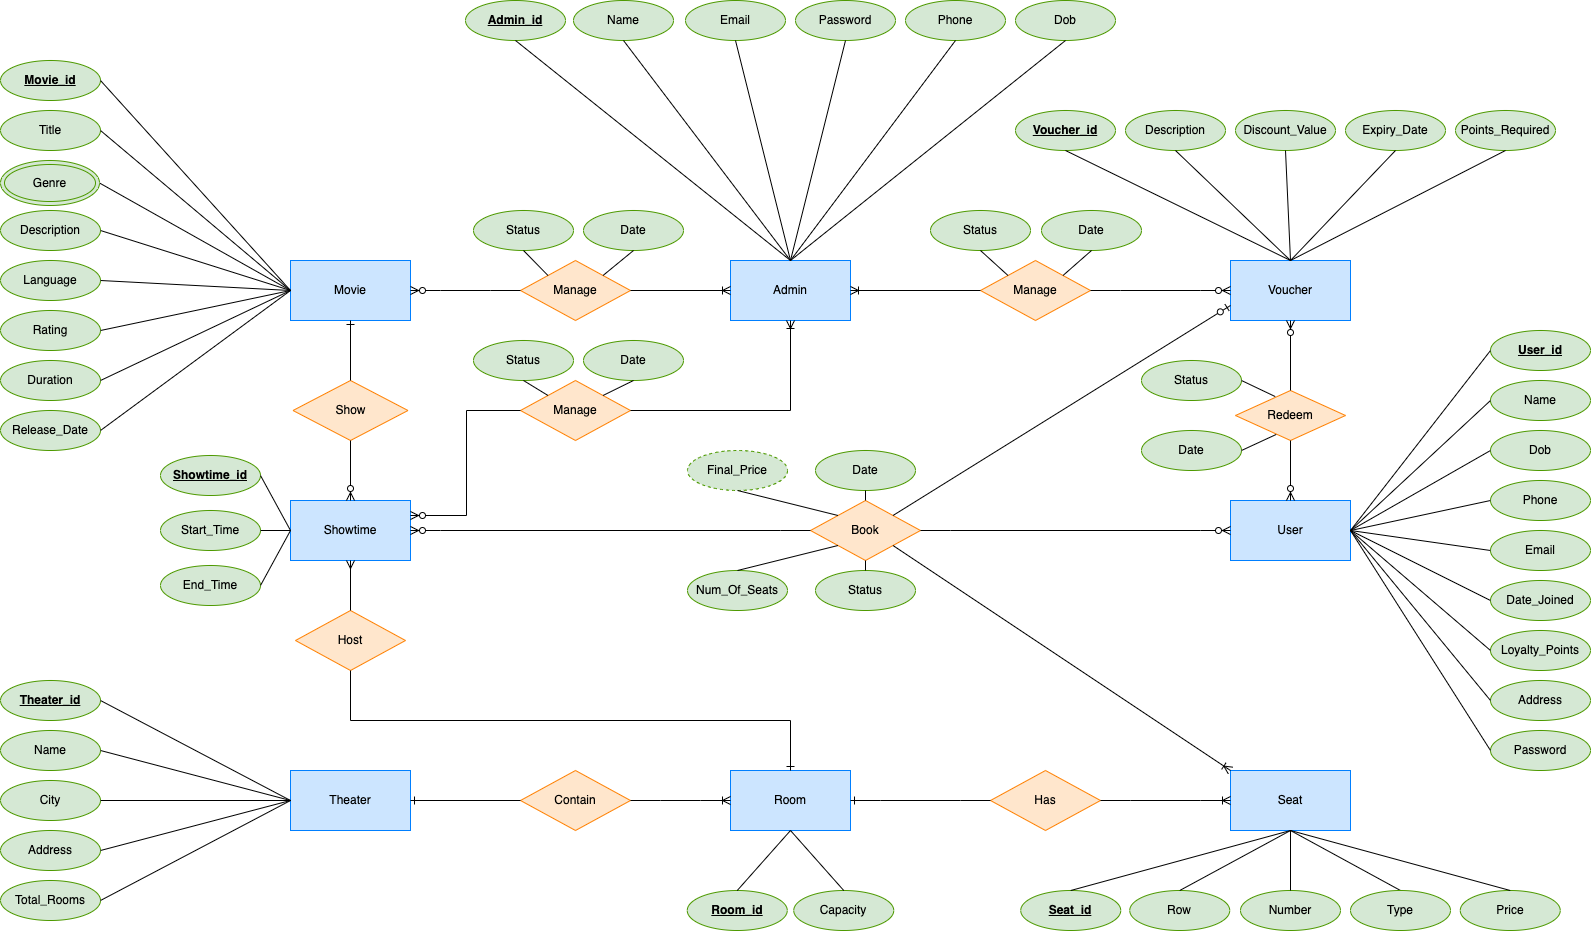 Admin_id
Name
Email
Password
Phone
Dob
Movie_id
Title
Genre
Description
Language
Rating
Duration
Release_Date
Voucher_id
Description
Discount_Value
Expiry_Date
Points_Required
Status
Date
Status
Date
Movie
Manage
Admin
Manage
Voucher
Status
Date
Show
Manage
Status
Redeem
Date
User_id
Name
Dob
Phone
Email
Date_Joined
Loyalty_Points
Address
Password
Showtime_id
Start_Time
End_Time
Final_Price
Date
Showtime
Book
User
Num_Of_Seats
Status
Host
Theater_id
Name
City
Address
Total_Rooms
Theater
Contain
Room
Has
Seat
Room_id
Capacity
Seat_id
Row
Number
Type
Price